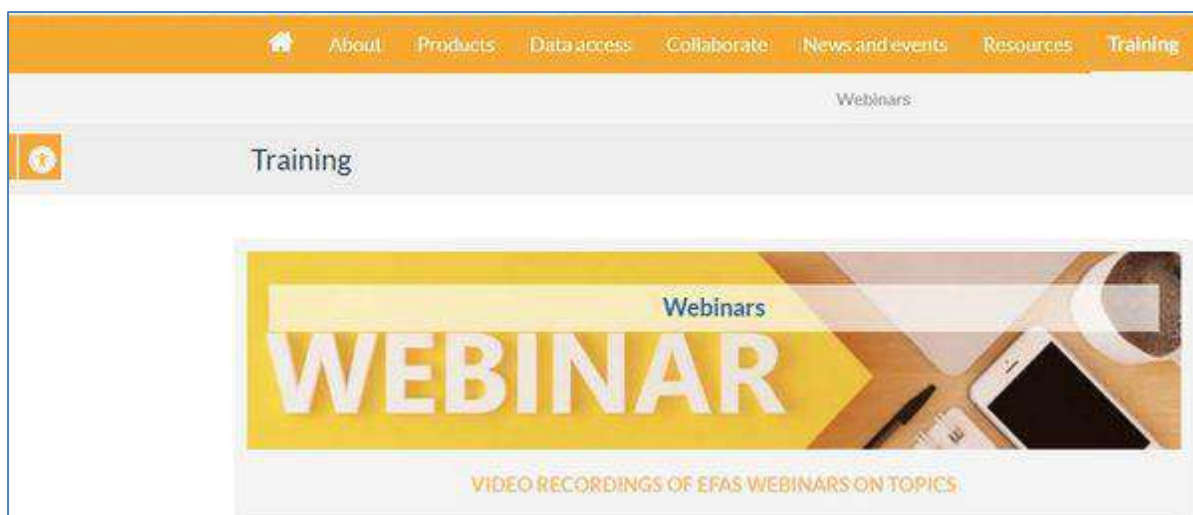 About Products Data access Collaborate News and events Resources Training
Webinars
Training
Webinars
WEBINAR
VIDEO RECORDINGS OF EFAS WEBINARS ON TOPICS